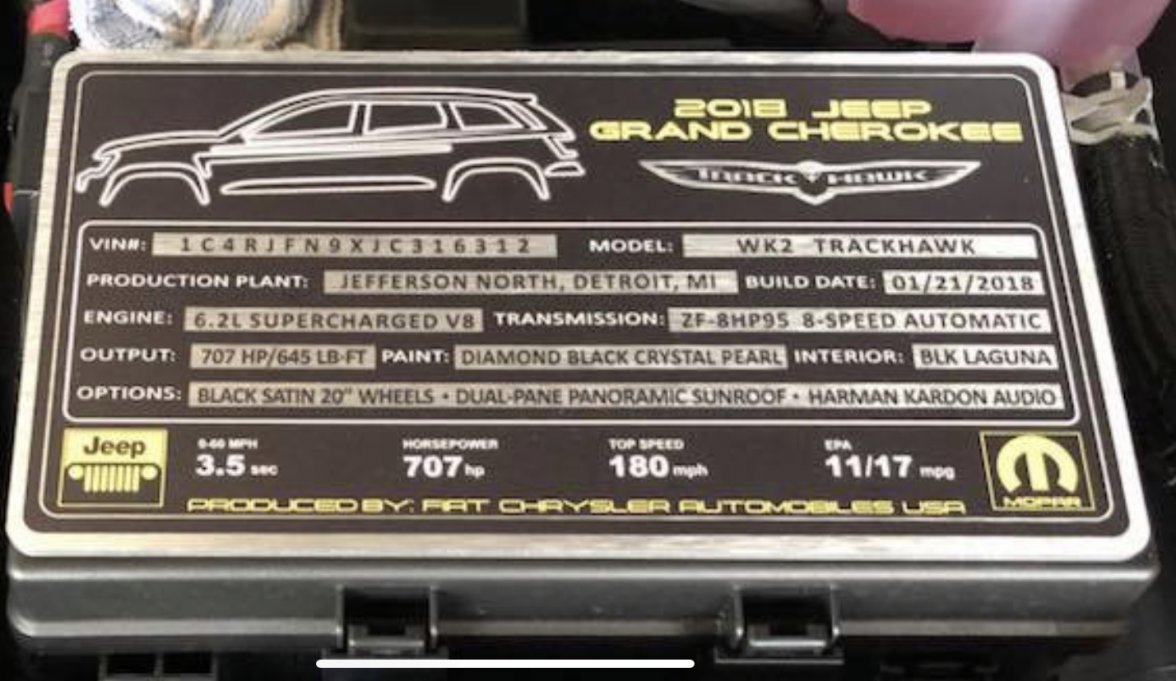 2018 JEEP
GRAND CHEROKEE
TRACKHAWK
VIN#: 1C4RJFN9XJC316312 MODEL: WK2 TRACKHAWK
PRODUCTION PLANT: JEFFERSON NORTH, DETROIT, MI BUILD DATE: 01/21/2018
ENGINE: 6.2L SUPERCHARGED V8 TRANSMISSION: ZF-8HP95 8-SPEED AUTOMATIC
OUTPUT: 707 HP/645 LB-FT PAINT: DIAMOND BLACK CRYSTAL PEARL INTERIOR: BLK LAGUNA
OPTIONS: BLACK SATIN 20" WHEELS • DUAL-PANE PANORAMIC SUNROOF • HARMAN KARDON AUDIO
Jeep
0-60 MPH HORSEPOWER TOP SPEED EPA
3.5 sec 707 hp 180 mph 11/17 mpg
MOPAR
PRODUCED BY: FIAT CHRYSLER AUTOMOBILES USA